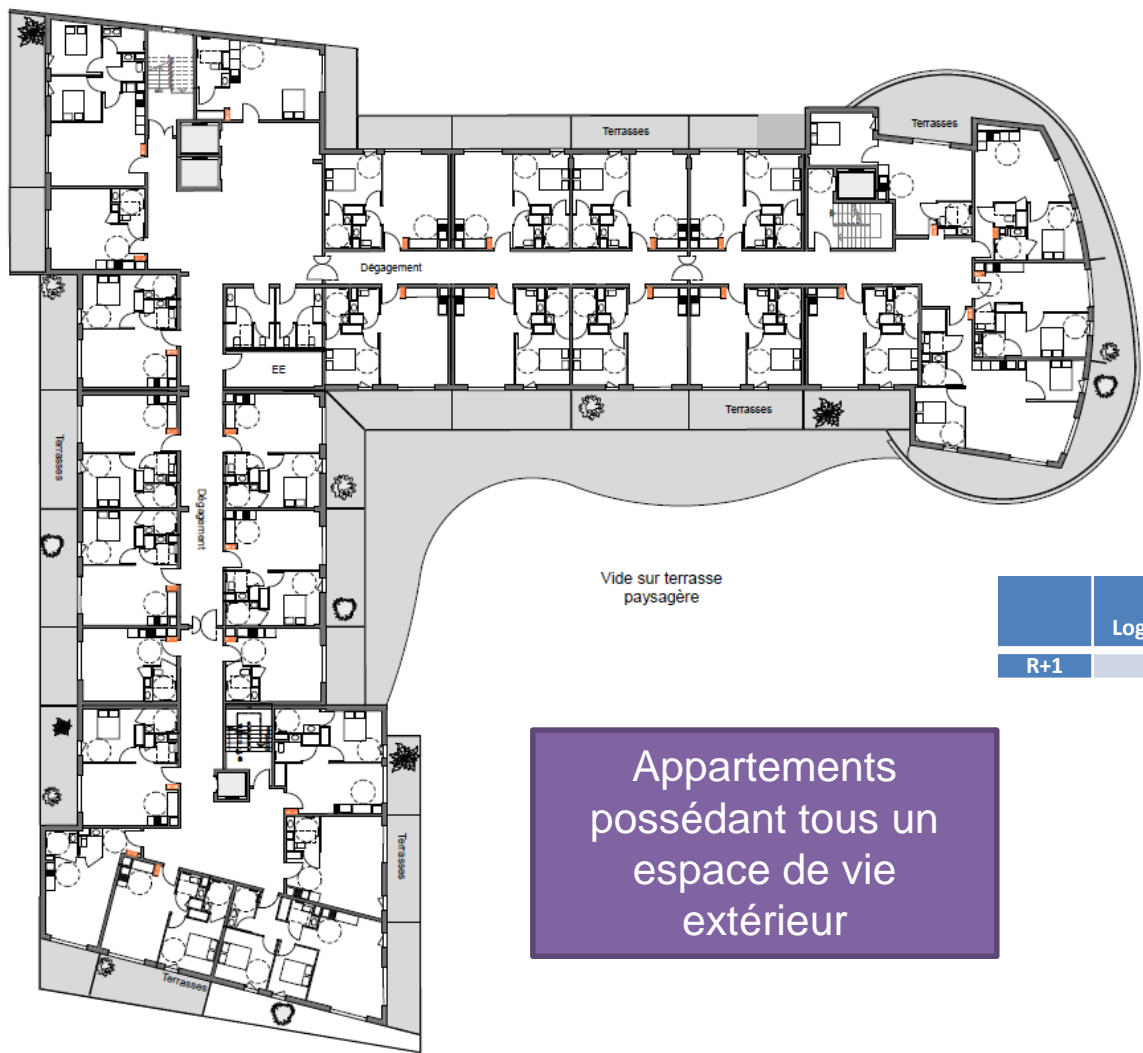 Terrasses
Terrasses
Dégagement
EE
Terrasses
Terrasses
Dégagement
Vide sur terrasse
paysagère
Log
R+1
Appartements
possédant tous un
espace de vie
extérieur
Terrasses
Terrasses